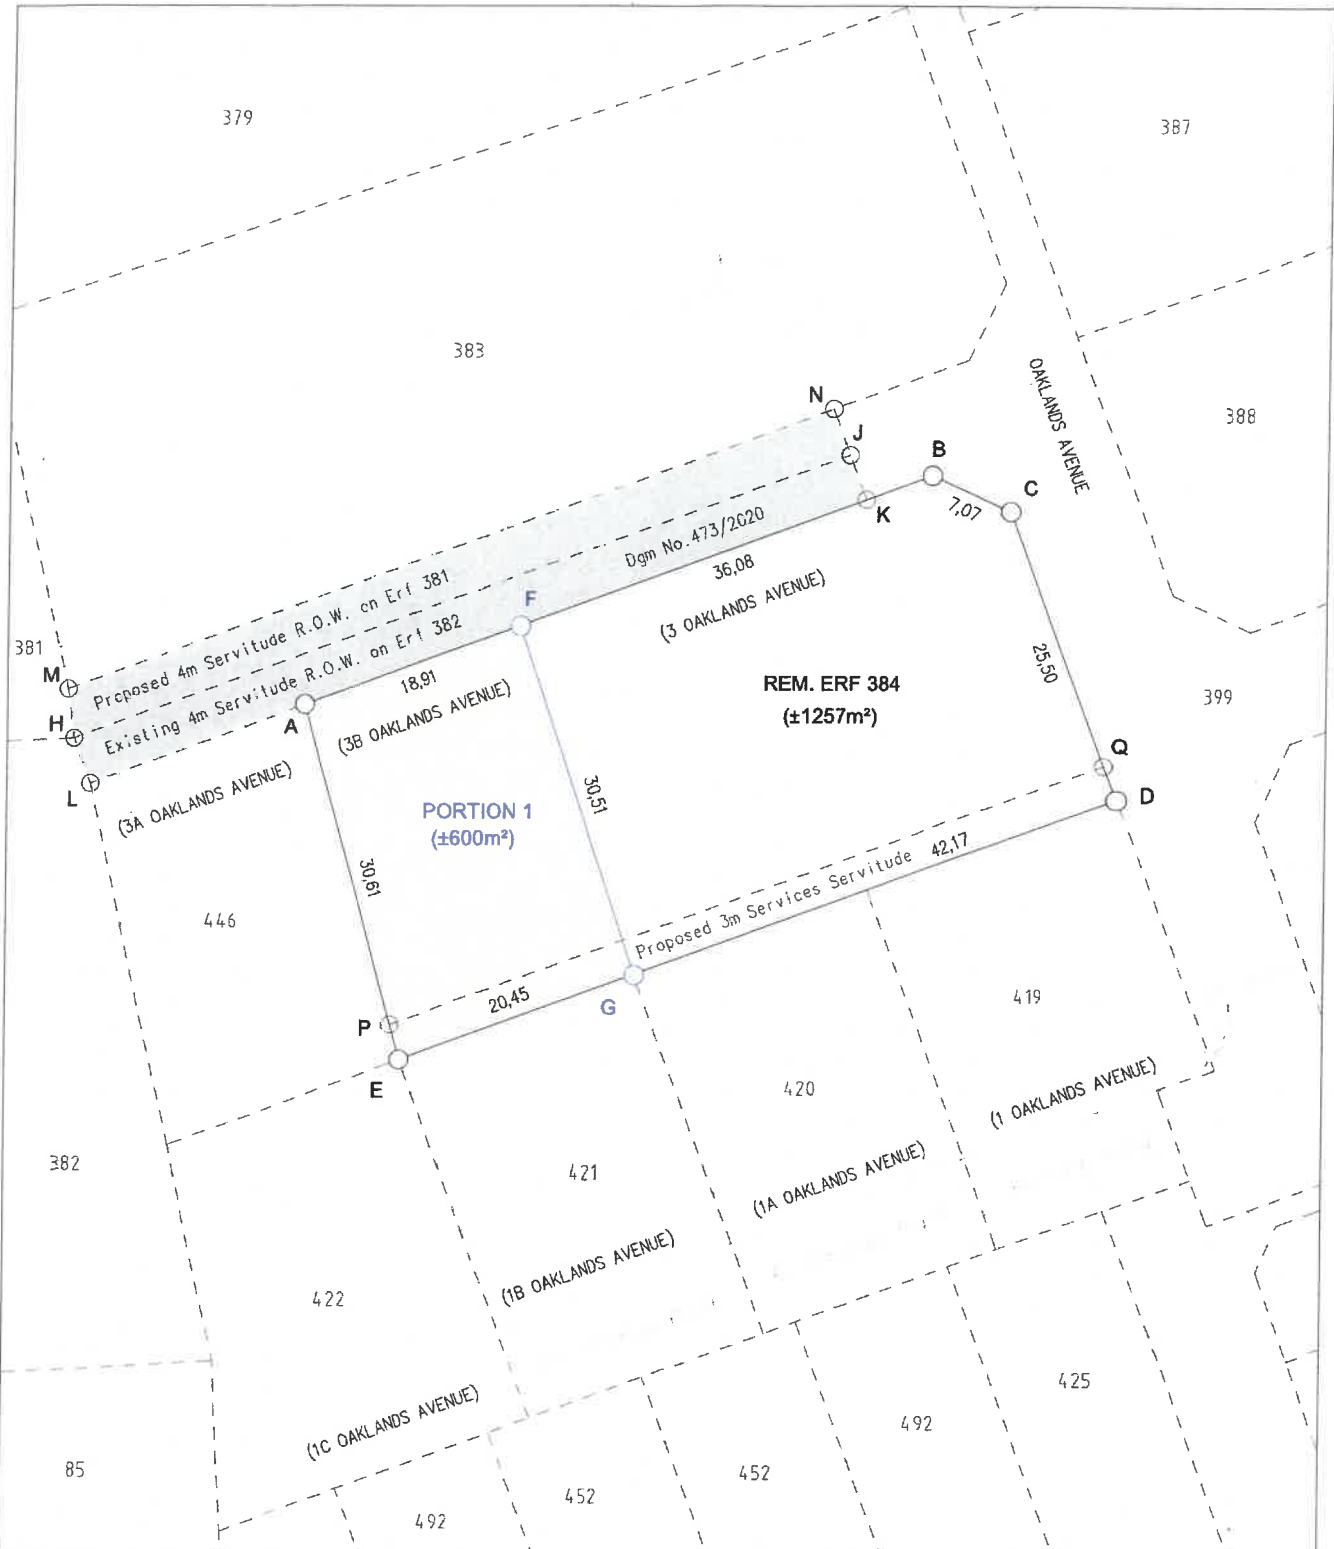 379
387
383
OAKLANDS AVENUE
388
N
J
B
C
K
7,07
Dgm No.473/2020
36,08
(3 OAKLANDS AVENUE)
F
381
M
Proposed 4m Servitude R.O.W. on Erf 381
H
Existing 4m Servitude R.O.W. on Erf 382
L
A
18,91
(3B OAKLANDS AVENUE)
(3A OAKLANDS AVENUE)
25,50
REM. ERF 384
(±1257m²)
399
Q
D
30,51
PORTION 1
(±600m²)
30,61
446
Proposed 3m Services Servitude
42,17
20,45
G
P
E
419
420
(1 OAKLANDS AVENUE)
382
421
(1A OAKLANDS AVENUE)
(1B OAKLANDS AVENUE)
422
(1C OAKLANDS AVENUE)
425
492
85
452
452
492